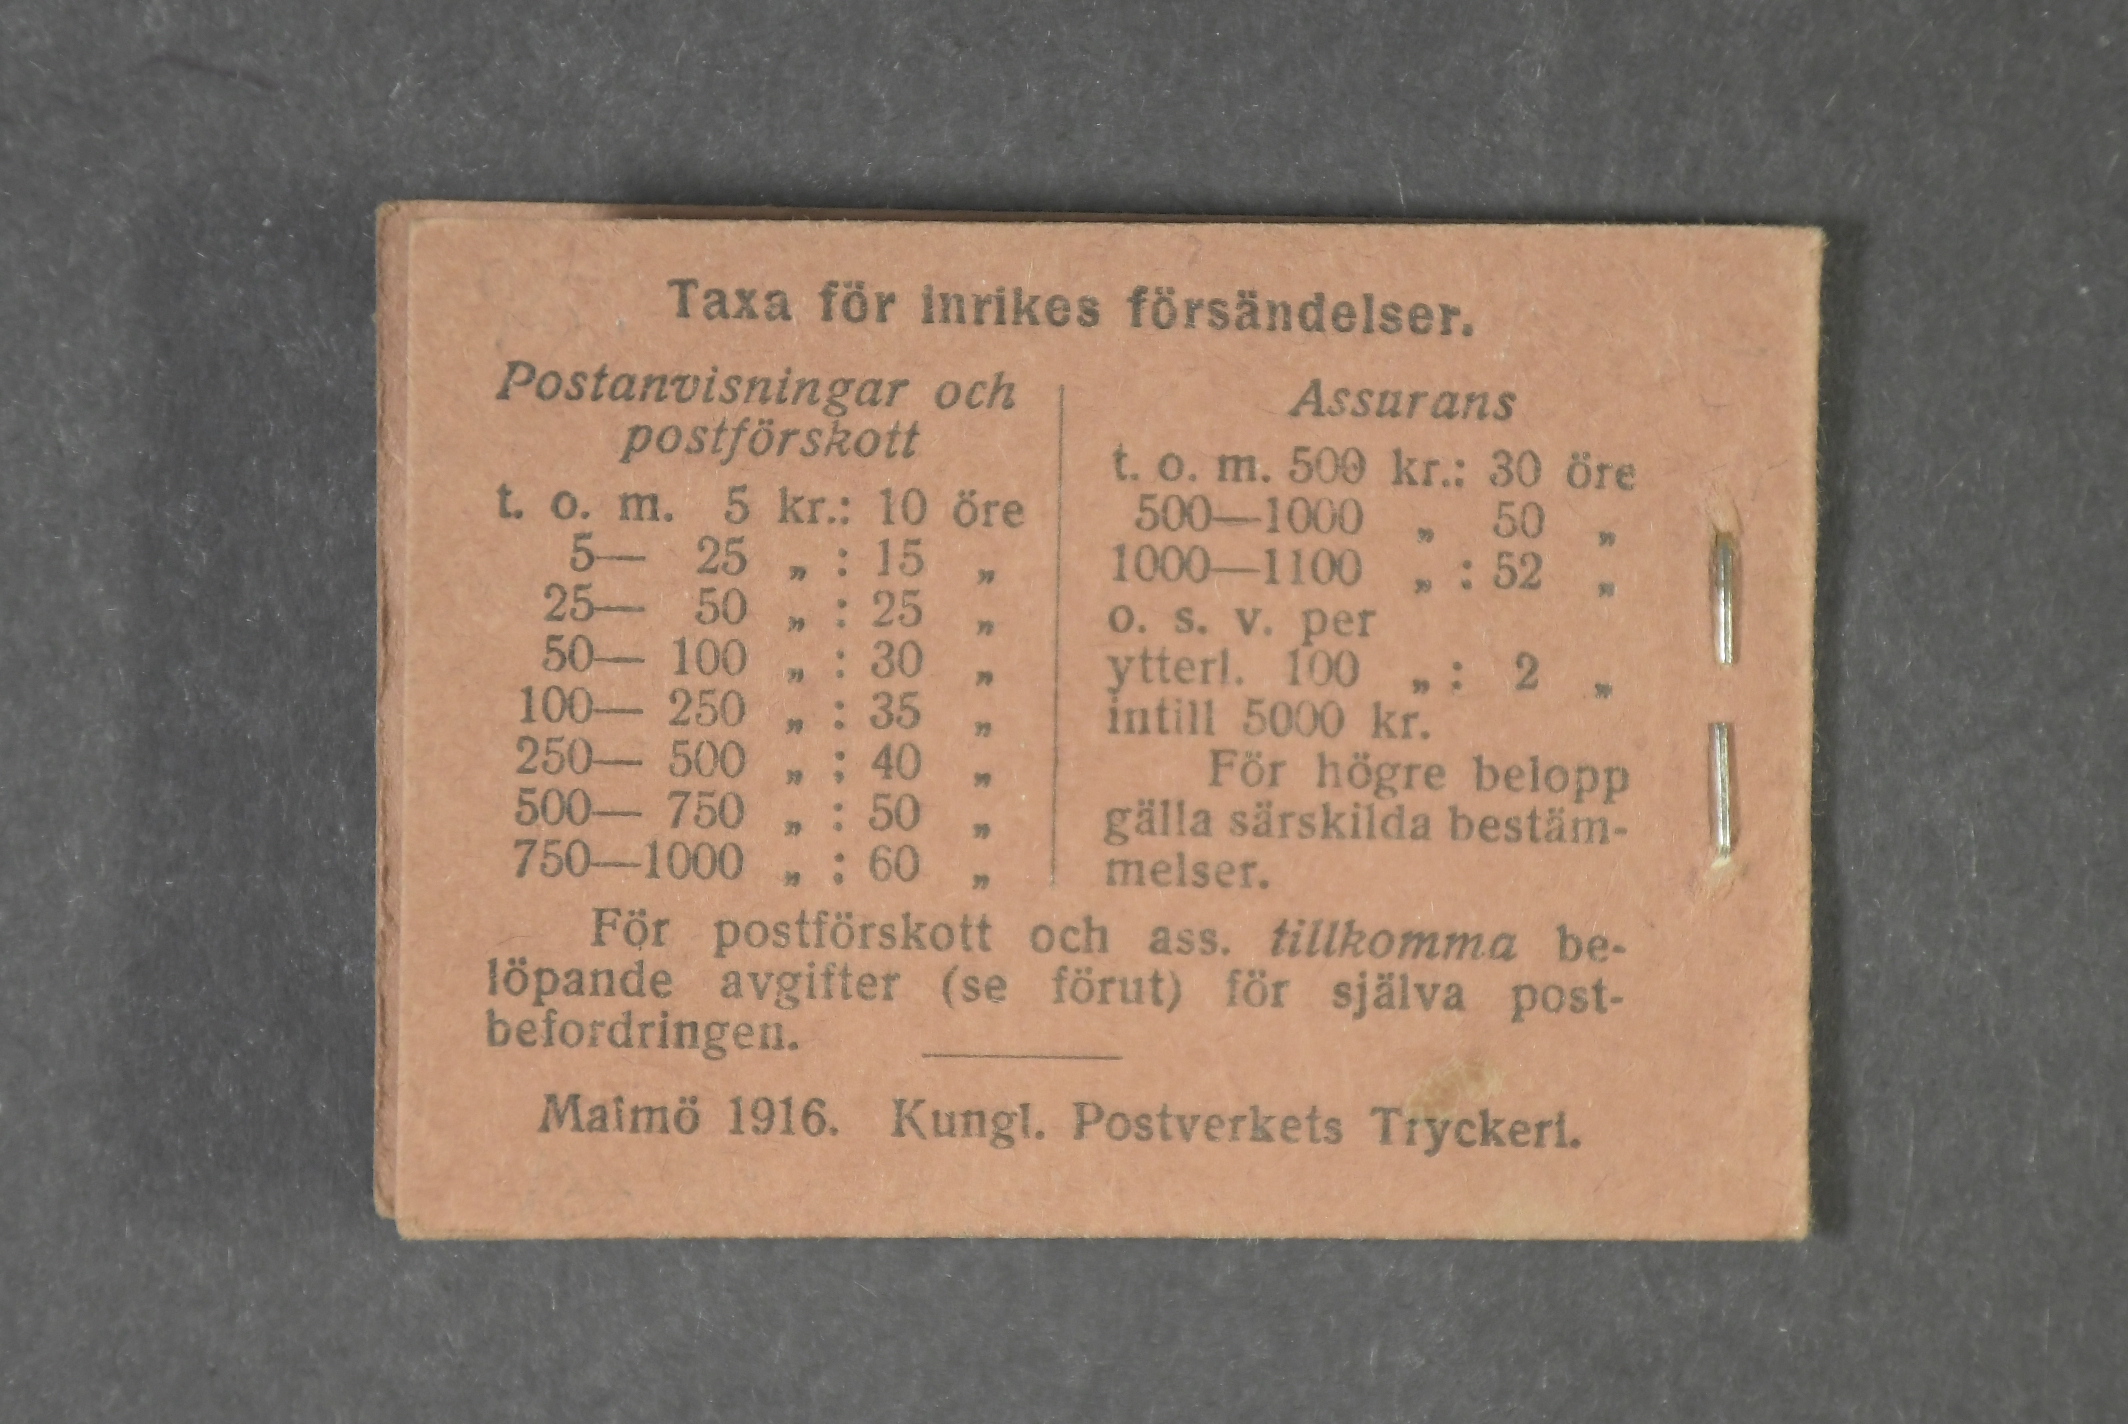 Taxa för inrikes försändelser.
Postanvisningar och
postförskott
t. o. m. 5 kr.: 10 öre
5— 25 „ : 15 „
25— 50 „ : 25 „
50— 100 „ : 30 „
100— 250 „ : 35 „
250— 500 „ : 40 „
500— 750 „ : 50 „
750—1000 „ : 60 „
Assurans
t. o. m. 500 kr.: 30 öre
500—1000 „ 50 „
1000—1100 „ : 52 „
o. s. v. per
ytterl. 100 „ : 2 „
intill 5000 kr.
För högre belopp
gälla särskilda bestäm-
melser.
För postförskott och ass. tillkomma be-
löpande avgifter (se förut) för själva post-
befordringen.
Malmö 1916. Kungl. Postverkets Tryckeri.